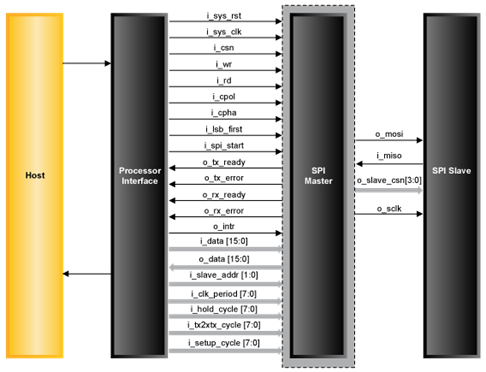 Host
Processor
Interface
i_sys_rst
i_sys_clk
i_csn
i_wr
i_rd
i_cpol
i_cpha
i_lsb_first
i_spi_start
o_tx_ready
o_tx_error
o_rx_ready
o_rx_error
o_intr
i_data [15:0]
o_data [15:0]
i_slave_addr [1:0]
i_clk_period [7:0]
i_hold_cycle [7:0]
i_tx2xtx_cycle [7:0]
i_setup_cycle [7:0]
SPI
Master
o_mosi
i_miso
o_slave_csn[3:0]
o_sclk
SPI Slave